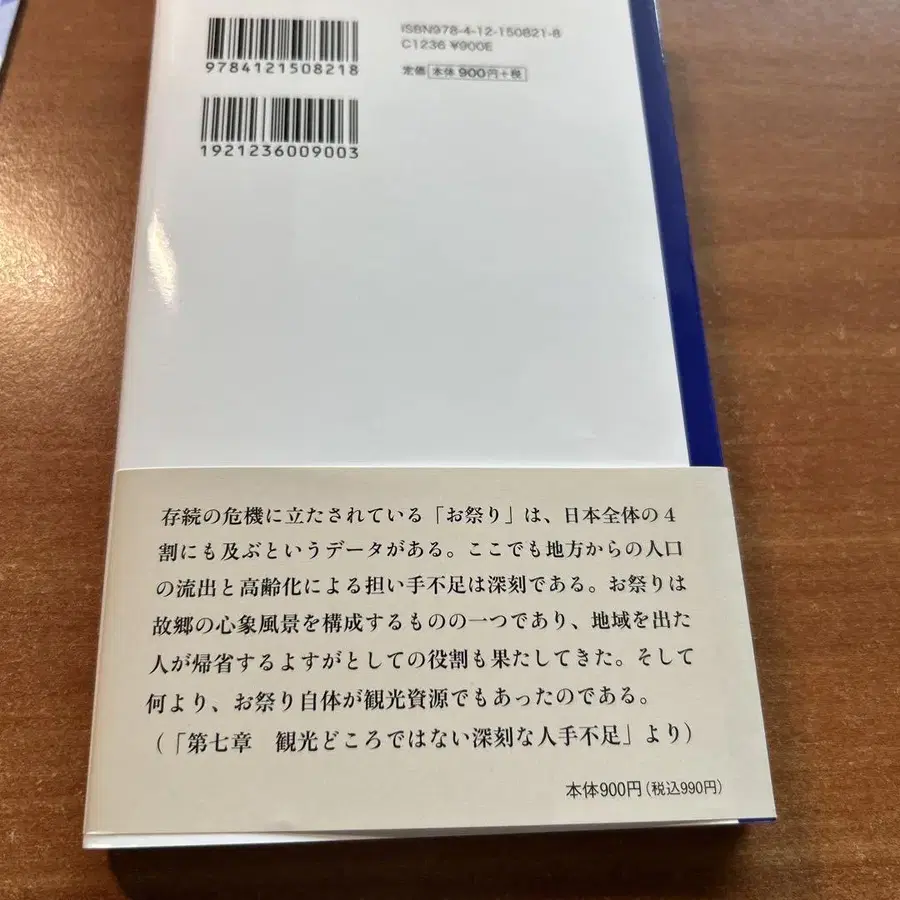 ISBN978-4-12-150821-8
C1236 ¥900E
定価 本体 900円+税
9784121508218
1921236009003
存続の危機に立たされている「お祭り」は、日本全体の4
割にも及ぶというデータがある。ここでも地方からの人口
の流出と高齢化による担い手不足は深刻である。お祭りは
故郷の心象風景を構成するものの一つであり、地域を出た
人が帰省するよすがとしての役割も果たしてきた。そして
何より、お祭り自体が観光資源でもあったのである。
(「第七章　観光どころではない深刻な人手不足」より)
本体900円(税込990円)